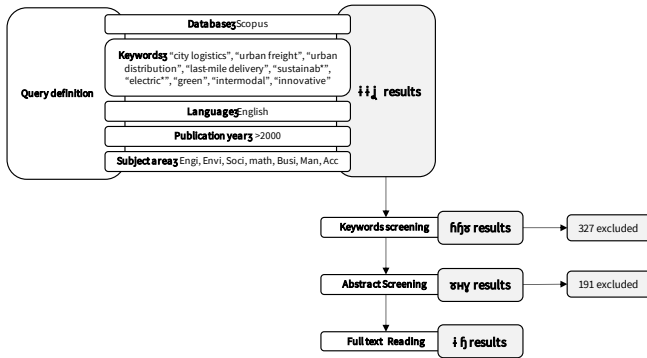 Database: Scopus
Keywords: “city logistics”, “urban freight”, “urban
distribution”, “last-mile delivery”, “sustainab*”,
“electric*”, “green”, “intermodal”, “innovative”
Query definition
results
Language: English
Publication year: >2000
Subject area: Engi, Envi, Soci, math, Busi, Man, Acc
Keywords screening
results
327 excluded
Abstract Screening
results
191 excluded
Full text Reading
results